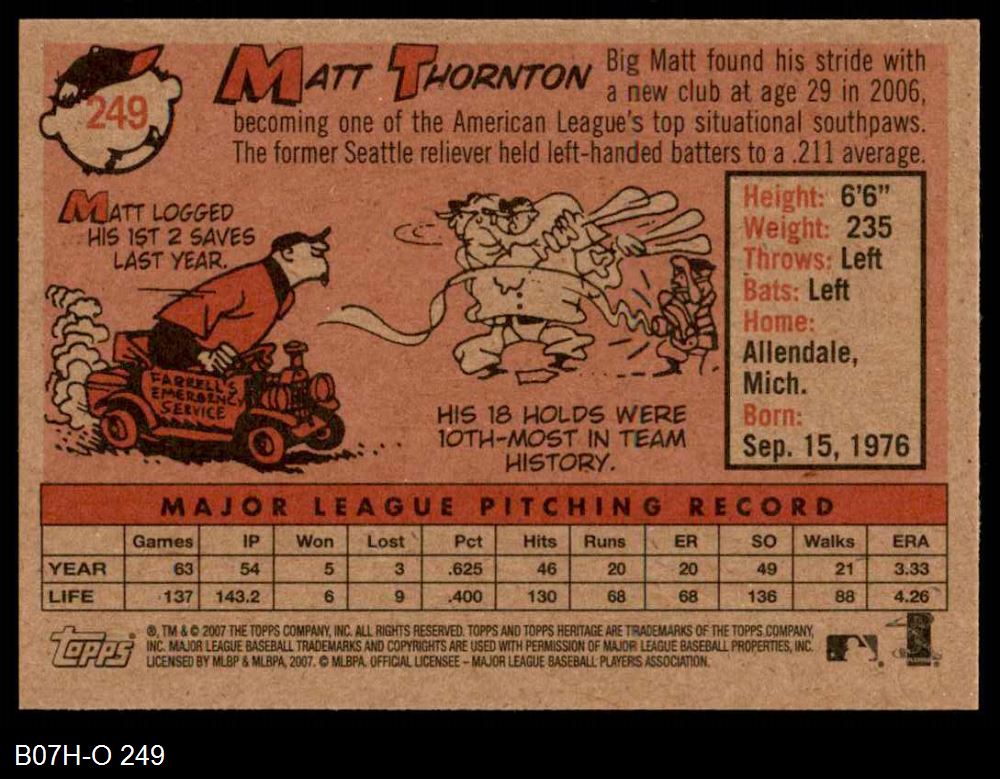 249
MATT THORNTON
Big Matt found his stride with
a new club at age 29 in 2006,
becoming one of the American League's top situational southpaws.
The former Seattle reliever held left-handed batters to a .211 average.
MATT LOGGED
HIS 1ST 2 SAVES
LAST YEAR.
FARRELL'S
EMERGENCY
SERVICE
HIS 18 HOLDS WERE
10TH-MOST IN TEAM
HISTORY.
Height: 6'6"
Weight: 235
Throws: Left
Bats: Left
Home:
Allendale,
Mich.
Born:
Sep. 15, 1976
MAJOR LEAGUE PITCHING RECORD
Games IP Won Lost Pct Hits Runs ER SO Walks ERA
YEAR 63 54 5 3 .625 46 20 20 49 21 3.33
LIFE 137 143.2 6 9 .400 130 68 68 136 88 4.26
Topps
®, TM & © 2007 THE TOPPS COMPANY, INC. ALL RIGHTS RESERVED. TOPPS AND TOPPS HERITAGE ARE TRADEMARKS OF THE TOPPS COMPANY,
INC. MAJOR LEAGUE BASEBALL TRADEMARKS AND COPYRIGHTS ARE USED WITH PERMISSION OF MAJOR LEAGUE BASEBALL PROPERTIES, INC.
LICENSED BY MLBP & MLBPA, 2007. © MLBPA. OFFICIAL LICENSEE – MAJOR LEAGUE BASEBALL PLAYERS ASSOCIATION.
B07H-O 249